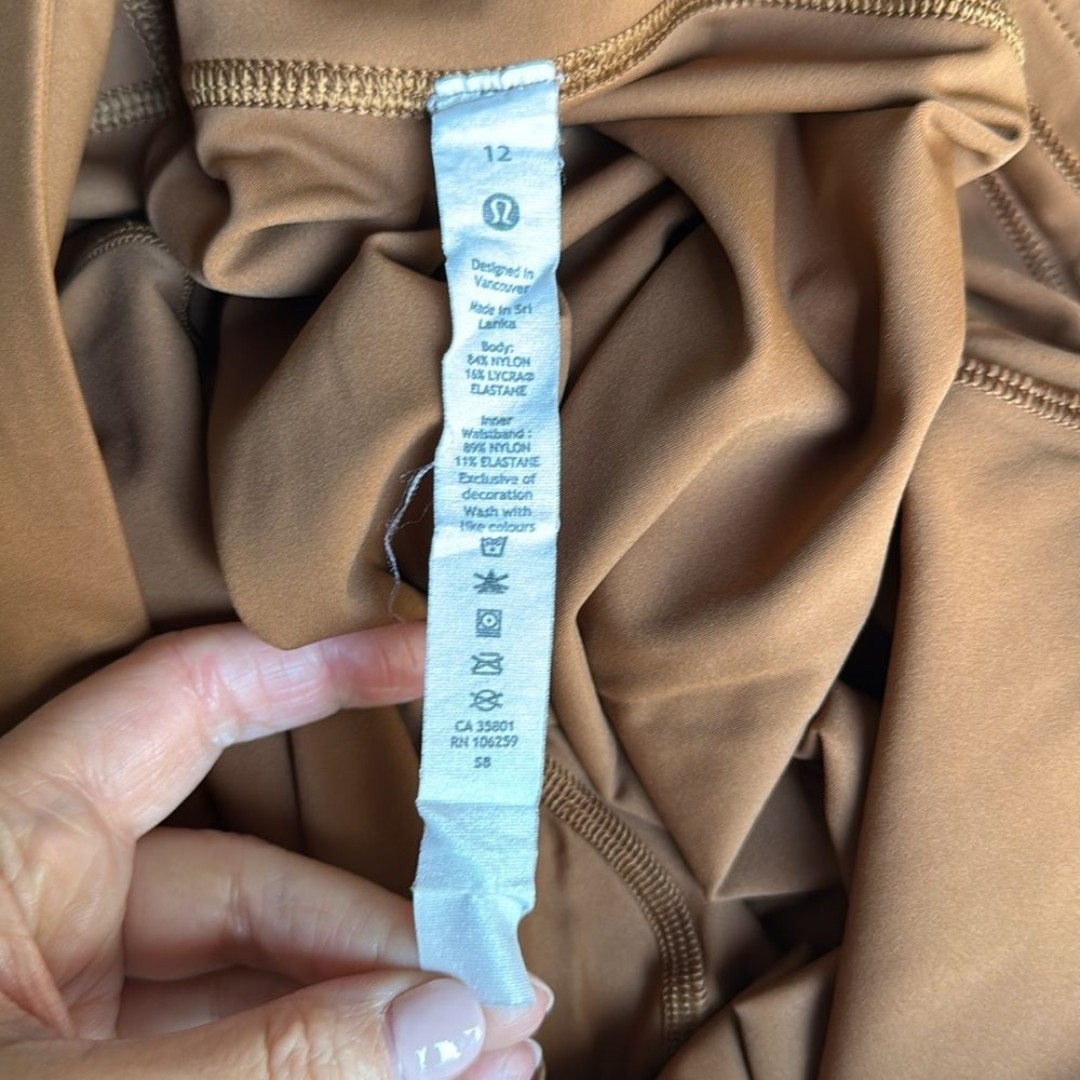 12
Designed in
Vancouver
Made in Sri
Lanka
Body:
84% NYLON
16% LYCRA®
ELASTANE
Inner
Waistband :
89% NYLON
11% ELASTANE
Exclusive of
decoration
Wash with
like colours
CA 35801
RN 106259
S8